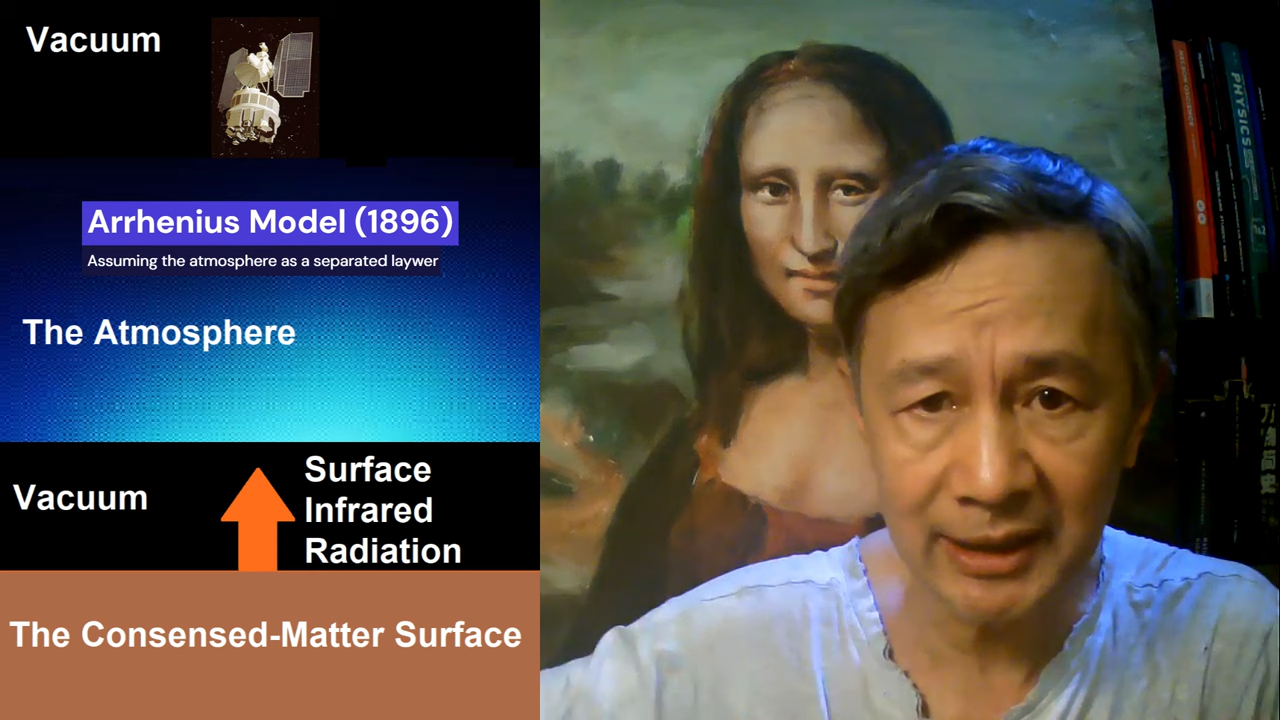 Vacuum
Arrhenius Model (1896)
Assuming the atmosphere as a separated laywer
The Atmosphere
Vacuum
Surface
Infrared
Radiation
The Consensed-Matter Surface
PHYSICS